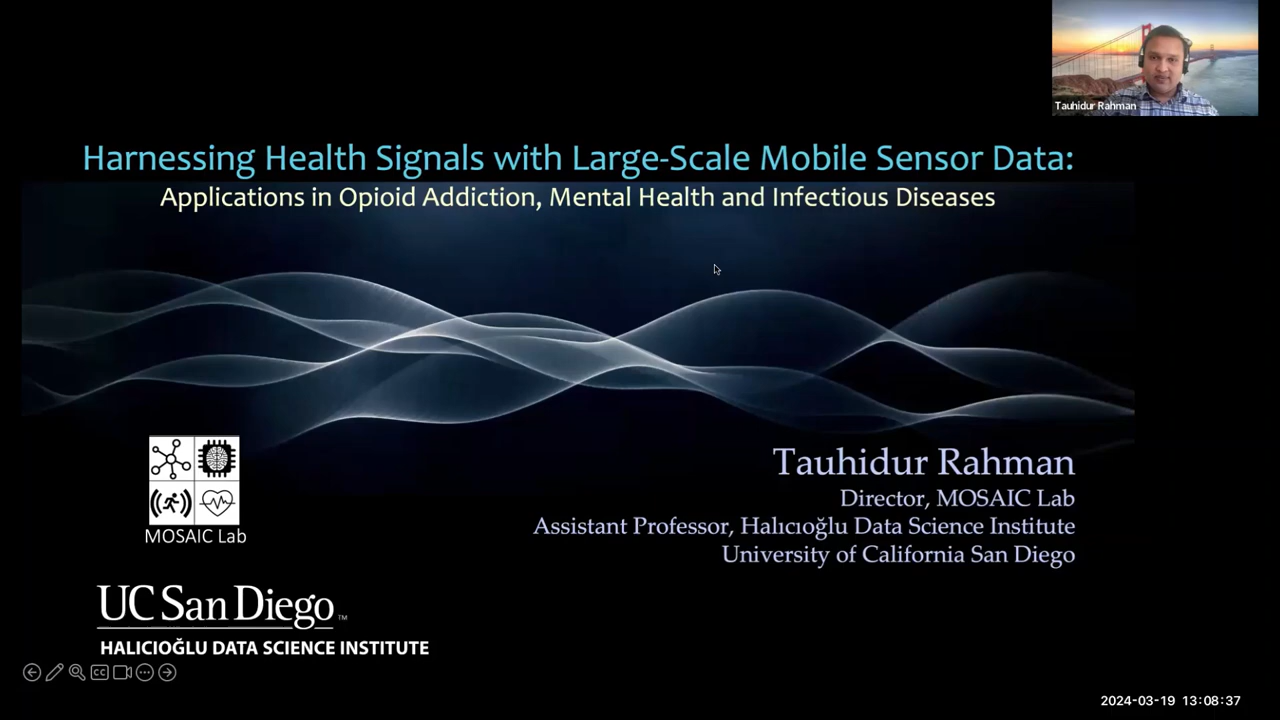 Tauhidur Rahman
Harnessing Health Signals with Large-Scale Mobile Sensor Data:
Applications in Opioid Addiction, Mental Health and Infectious Diseases
MOSAIC Lab
Tauhidur Rahman
Director, MOSAIC Lab
Assistant Professor, Halıcıoğlu Data Science Institute
University of California San Diego
UC San Diego TM
HALICIOĞLU DATA SCIENCE INSTITUTE
CC
2024-03-19 13:08:37